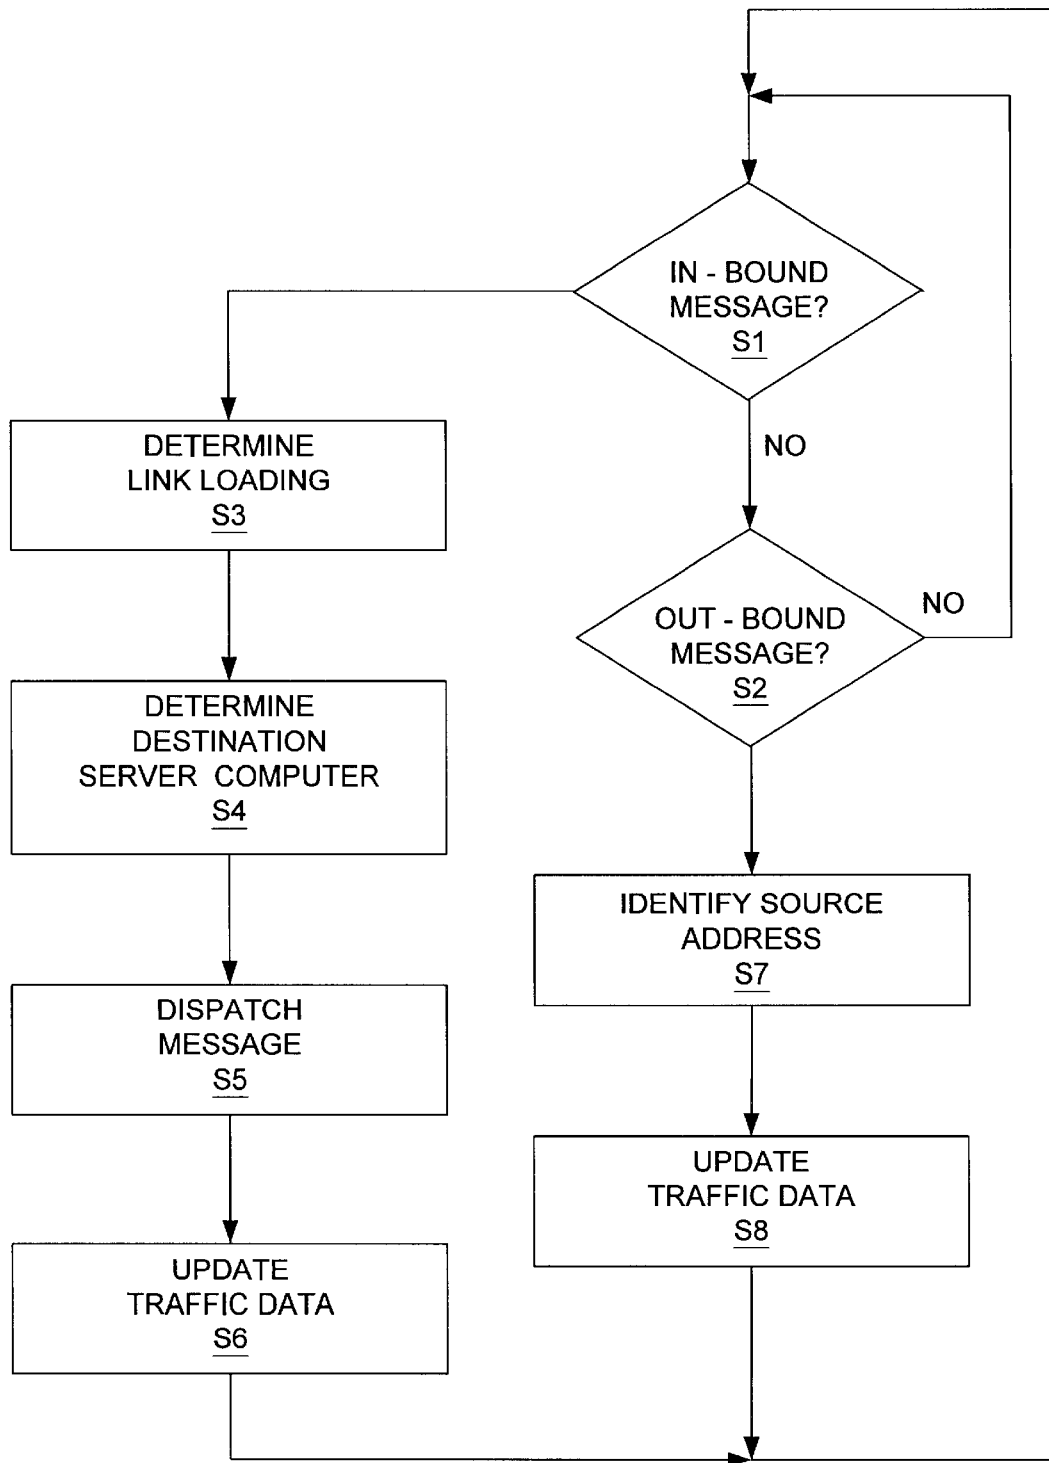 IN - BOUND
MESSAGE?
S1
NO
DETERMINE
LINK LOADING
S3
OUT - BOUND
MESSAGE?
S2
NO
DETERMINE
DESTINATION
SERVER COMPUTER
S4
IDENTIFY SOURCE
ADDRESS
S7
DISPATCH
MESSAGE
S5
UPDATE
TRAFFIC DATA
S8
UPDATE
TRAFFIC DATA
S6